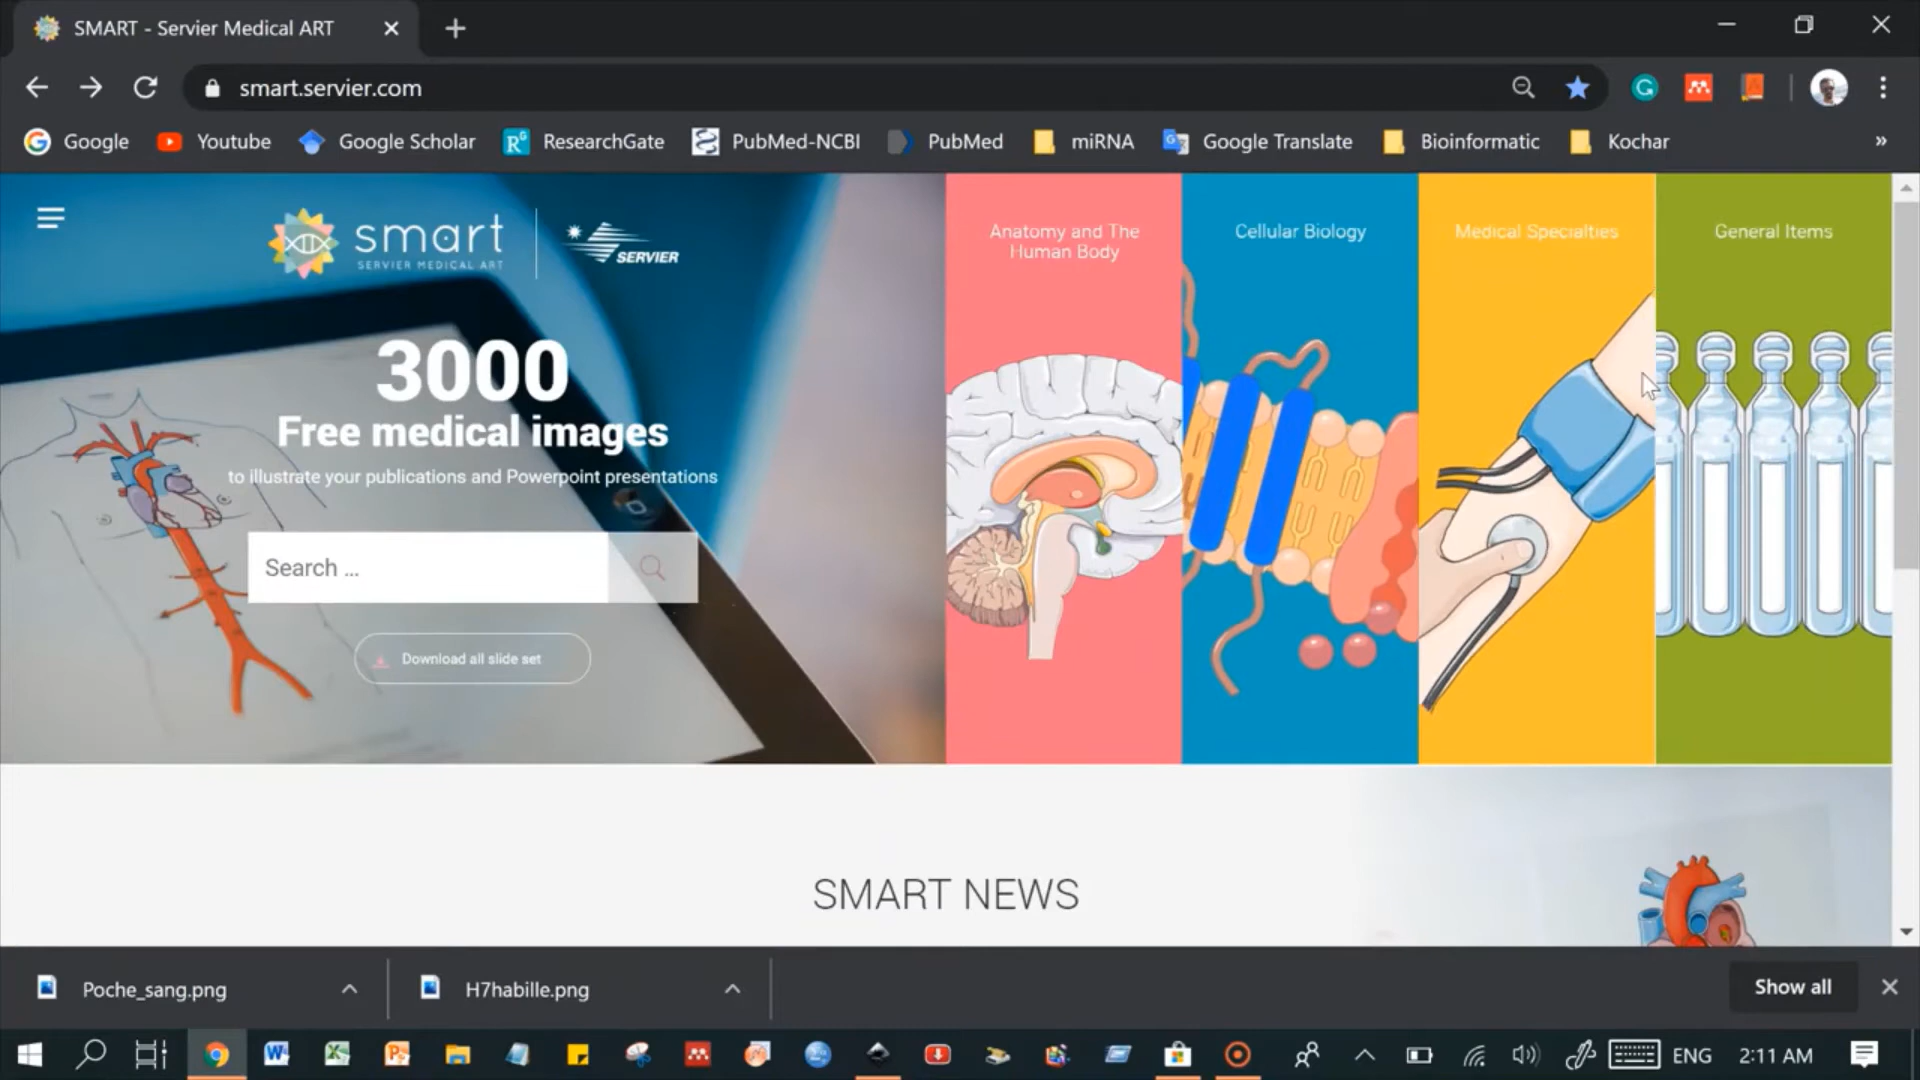 SMART - Servier Medical ART
smart.servier.com
Google
Youtube
Google Scholar
ResearchGate
PubMed-NCBI
PubMed
miRNA
Google Translate
Bioinformatic
Kochar
smart
SERVIER MEDICAL ART
SERVIER
3000
Free medical images
to illustrate your publications and Powerpoint presentations
Search ...
Download all slide set
Anatomy and The
Human Body
Cellular Biology
Medical Specialties
General Items
SMART NEWS
Poche_sang.png
H7habille.png
Show all
ENG
2:11 AM